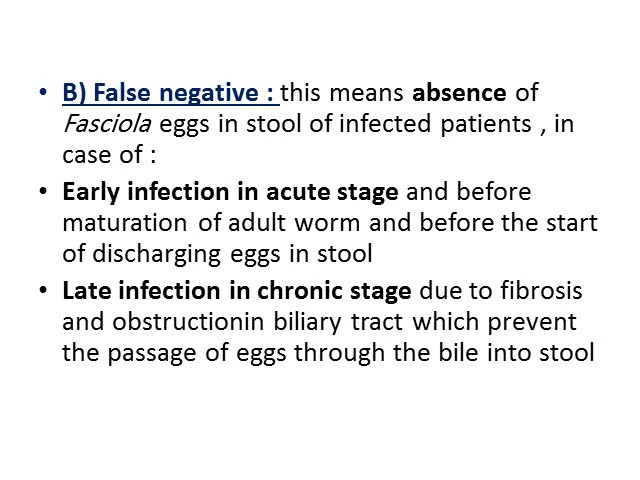 • B) False negative : this means absence of
Fasciola eggs in stool of infected patients , in
case of :
• Early infection in acute stage and before
maturation of adult worm and before the start
of discharging eggs in stool
• Late infection in chronic stage due to fibrosis
and obstructionin biliary tract which prevent
the passage of eggs through the bile into stool